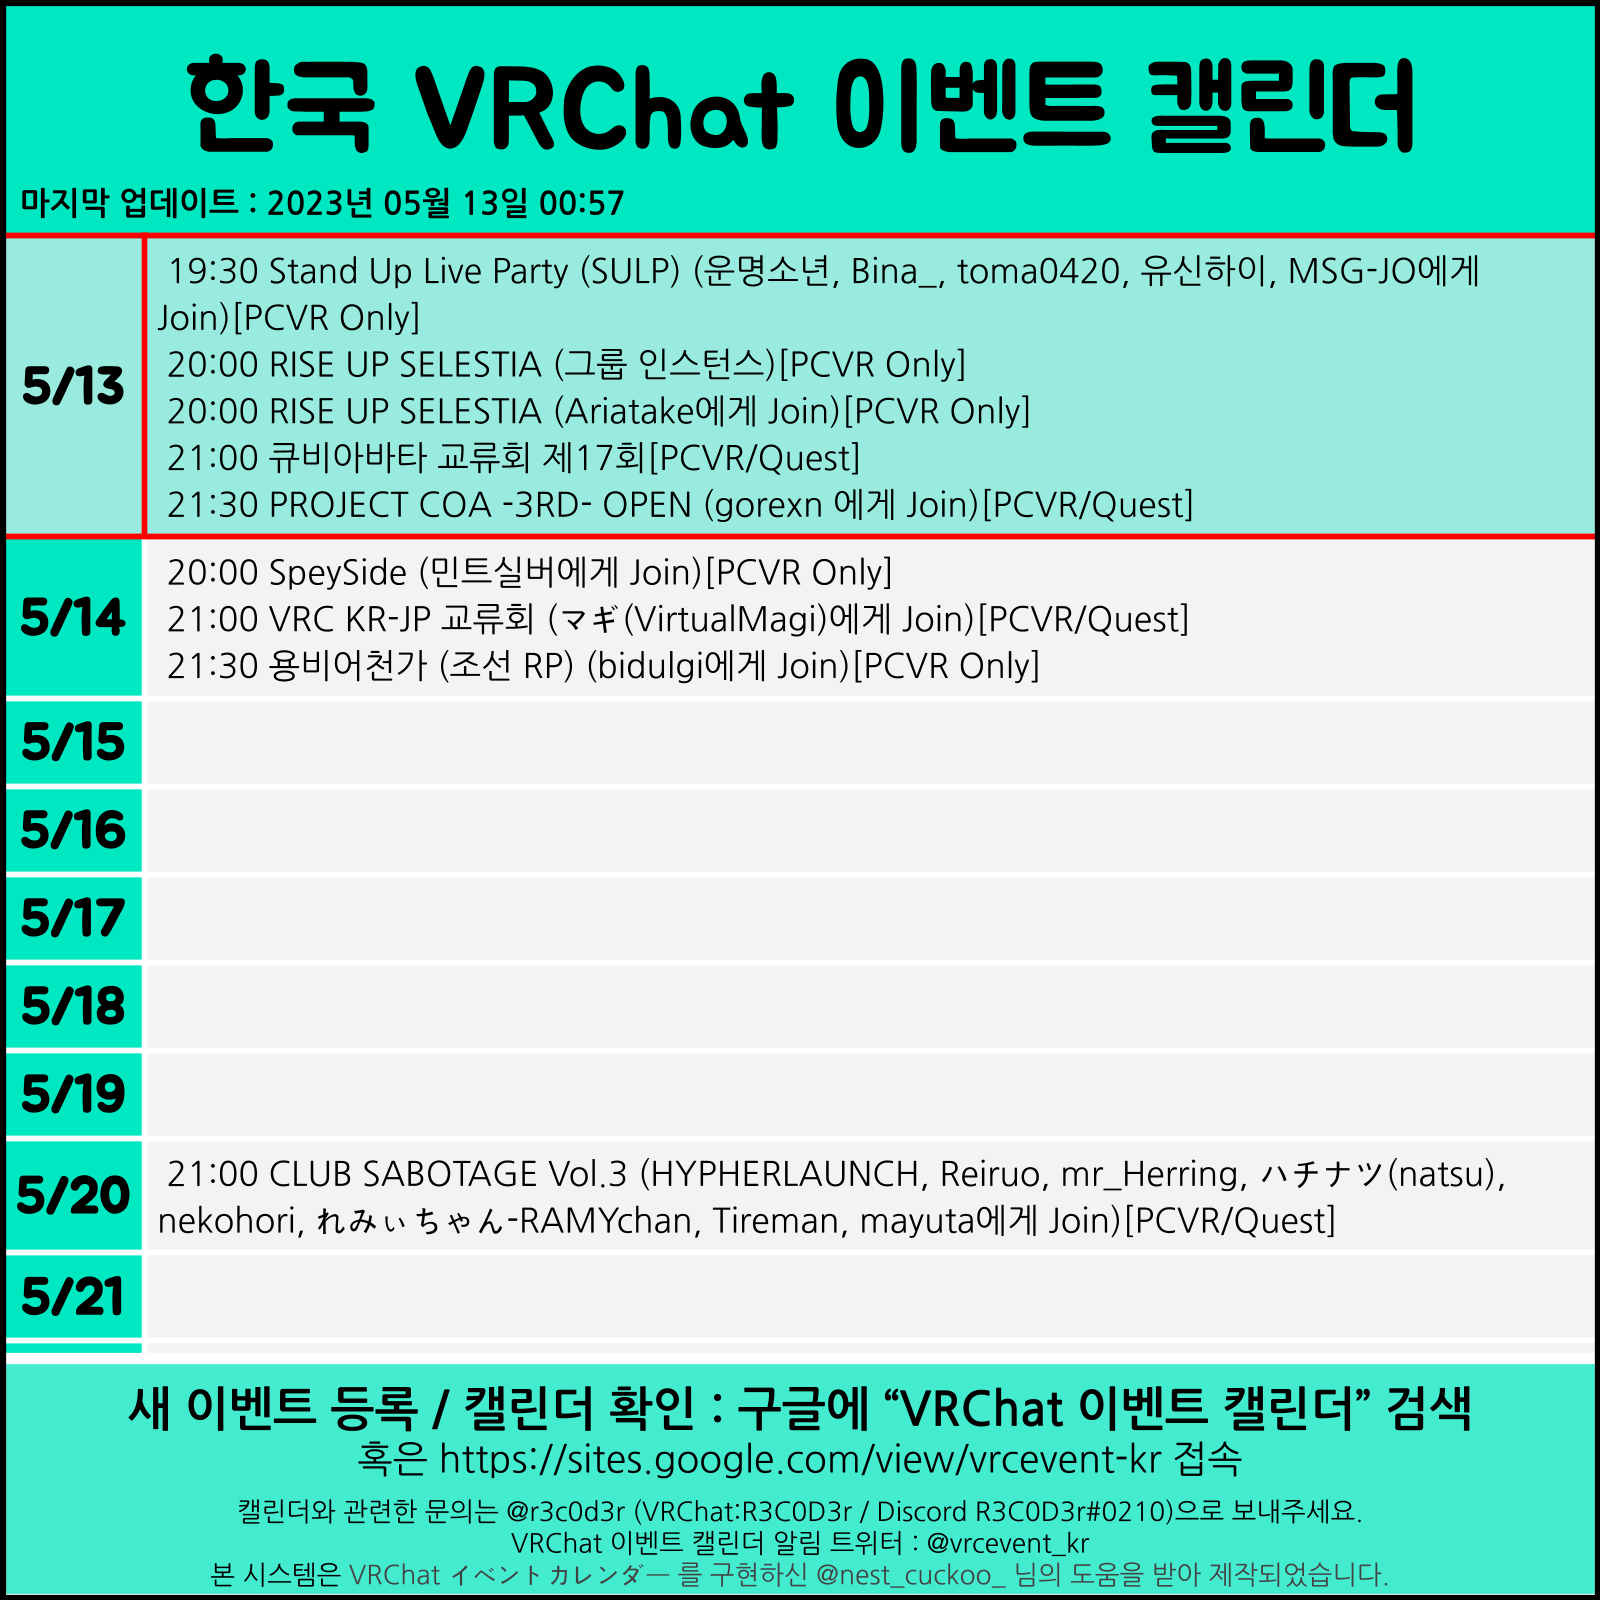 한국 VRChat 이벤트 캘린더
마지막 업데이트 : 2023년 05월 13일 00:57
5/13
19:30 Stand Up Live Party (SULP) (운명소년, Bina_, toma0420, 유신하이, MSG-JO에게
Join)[PCVR Only]
20:00 RISE UP SELESTIA (그룹 인스턴스)[PCVR Only]
20:00 RISE UP SELESTIA (Ariatake에게 Join)[PCVR Only]
21:00 큐비아바타 교류회 제17회[PCVR/Quest]
21:30 PROJECT COA -3RD- OPEN (gorexn 에게 Join)[PCVR/Quest]
5/14
20:00 SpeySide (민트실버에게 Join)[PCVR Only]
21:00 VRC KR-JP 교류회 (マギ(VirtualMagi)에게 Join)[PCVR/Quest]
21:30 용비어천가 (조선 RP) (bidulgi에게 Join)[PCVR Only]
5/15
5/16
5/17
5/18
5/19
5/20
21:00 CLUB SABOTAGE Vol.3 (HYPHERLAUNCH, Reiruo, mr_Herring, ハチナツ(natsu),
nekohori, れみぃちゃん-RAMYchan, Tireman, mayuta에게 Join)[PCVR/Quest]
5/21
새 이벤트 등록 / 캘린더 확인 : 구글에 “VRChat 이벤트 캘린더” 검색
혹은 https://sites.google.com/view/vrcevent-kr 접속
캘린더와 관련한 문의는 @r3c0d3r (VRChat:R3C0D3r / Discord R3C0D3r#0210)으로 보내주세요.
VRChat 이벤트 캘린더 알림 트위터 : @vrcevent_kr
본 시스템은 VRChat イベントカレンダー 를 구현하신 @nest_cuckoo_ 님의 도움을 받아 제작되었습니다.